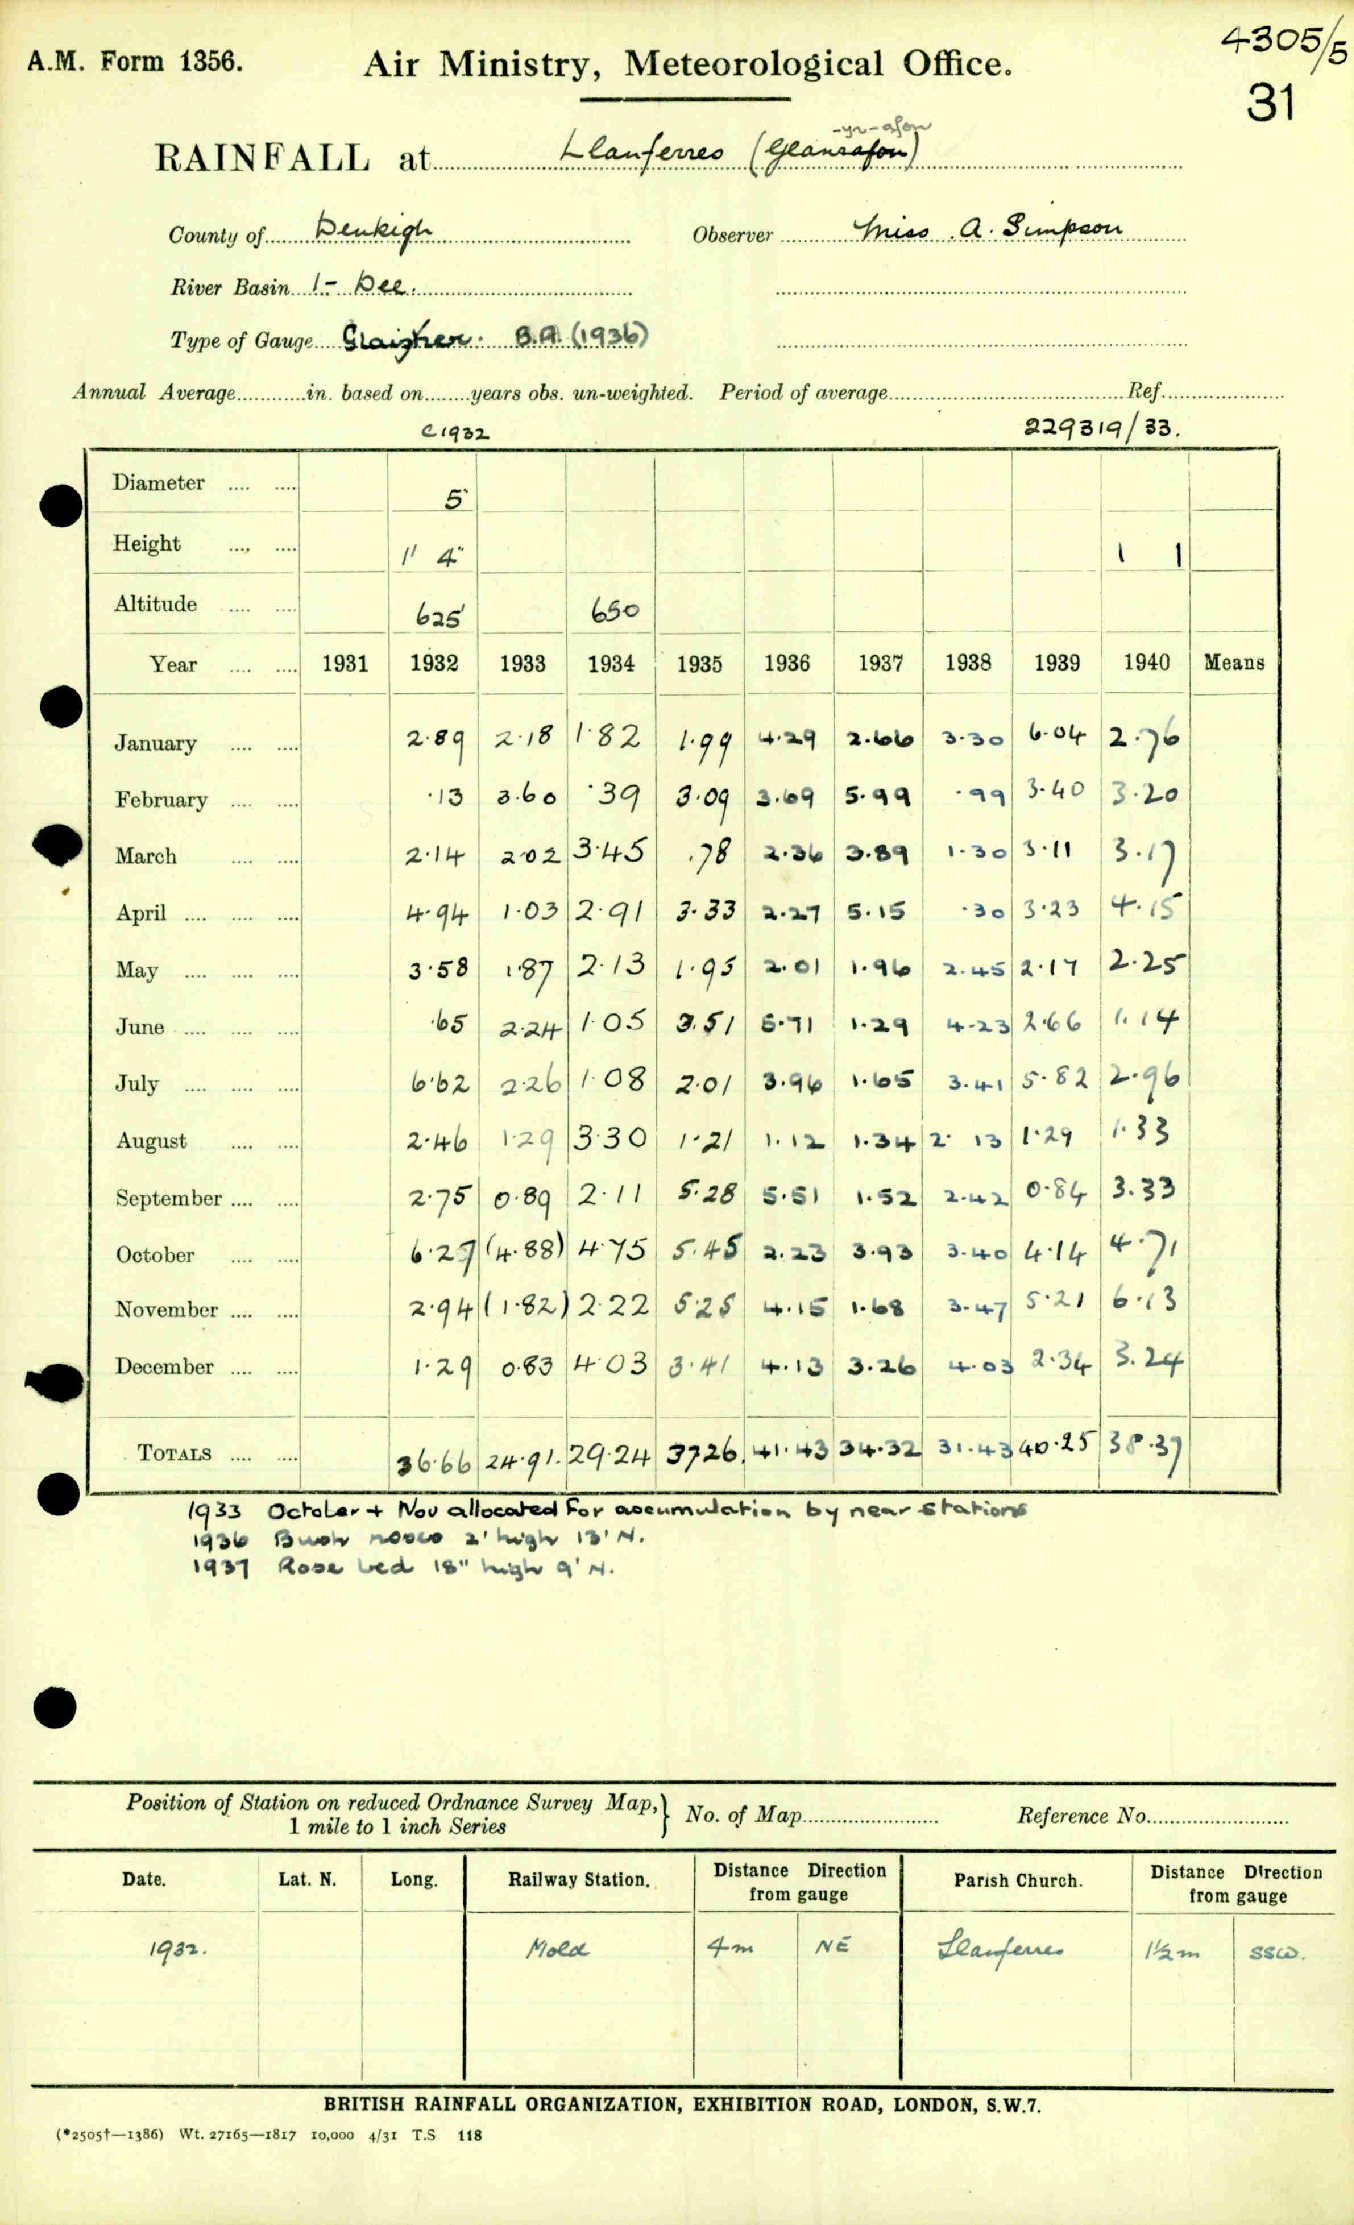 4305/5
A.M. Form 1356. Air Ministry, Meteorological Office.
31
-yr-afon
RAINFALL at Llanferres (Glanrafon)
County of Denbigh Observer Miss A. Simpson
River Basin 1- Dee.
Type of Gauge Glaisher. B.A. (1936)
Annual Average in. based on years obs. un-weighted. Period of average Ref.
c1932 229319/33.
Diameter .... .... 5"
Height .... .... 1' 4" 1 1
Altitude .... .... 625 650
Year .... .... 1931 1932 1933 1934 1935 1936 1937 1938 1939 1940 Means
January .... .... 2.89 2.18 1.82 1.99 4.29 2.66 3.30 6.04 2.76
February .... .... .13 3.60 .39 3.09 3.69 5.99 .99 3.40 3.20
March .... .... 2.14 2.02 3.45 .78 2.36 3.89 1.30 3.11 3.17
April .... .... .... 4.94 1.03 2.91 3.33 2.27 5.15 .30 3.23 4.15
May .... .... .... 3.58 1.87 2.13 1.95 2.01 1.96 2.45 2.17 2.25
June .... .... .... .65 2.24 1.05 3.51 5.71 1.29 4.23 2.66 1.14
July .... .... .... 6.62 2.26 1.08 2.01 3.96 1.65 3.41 5.82 2.96
August .... .... 2.46 1.29 3.30 1.21 1.12 1.34 2. 13 1.29 1.33
September .... .... 2.75 0.89 2.11 5.28 5.51 1.52 2.42 0.84 3.33
October .... .... 6.27 (4.88) 4.75 5.45 2.23 3.93 3.40 4.14 4.71
November .... .... 2.94 (1.82) 2.22 5.25 4.15 1.68 3.47 5.21 6.13
December .... .... 1.29 0.83 4.03 3.41 4.13 3.26 4.03 2.34 3.24
TOTALS .... .... 36.66 24.91. 29.24 37.26. 41.43 34.32 31.43 40.25 38.37
1933 October + Nov allocated for accumulation by near stations
1936 Bush roses 2' high 13' N.
1937 Rose bed 18" high 9' N.
Position of Station on reduced Ordnance Survey Map, } No. of Map Reference No.
1 mile to 1 inch Series
Date. Lat. N. Long. Railway Station. Distance Direction from gauge Parish Church. Distance Direction from gauge
1932. Mold 4m NE Llanferres 1½m SSW.
BRITISH RAINFALL ORGANIZATION, EXHIBITION ROAD, LONDON, S.W.7.
(*2505†—1386) Wt. 27165—1817 10,000 4/31 T.S 118